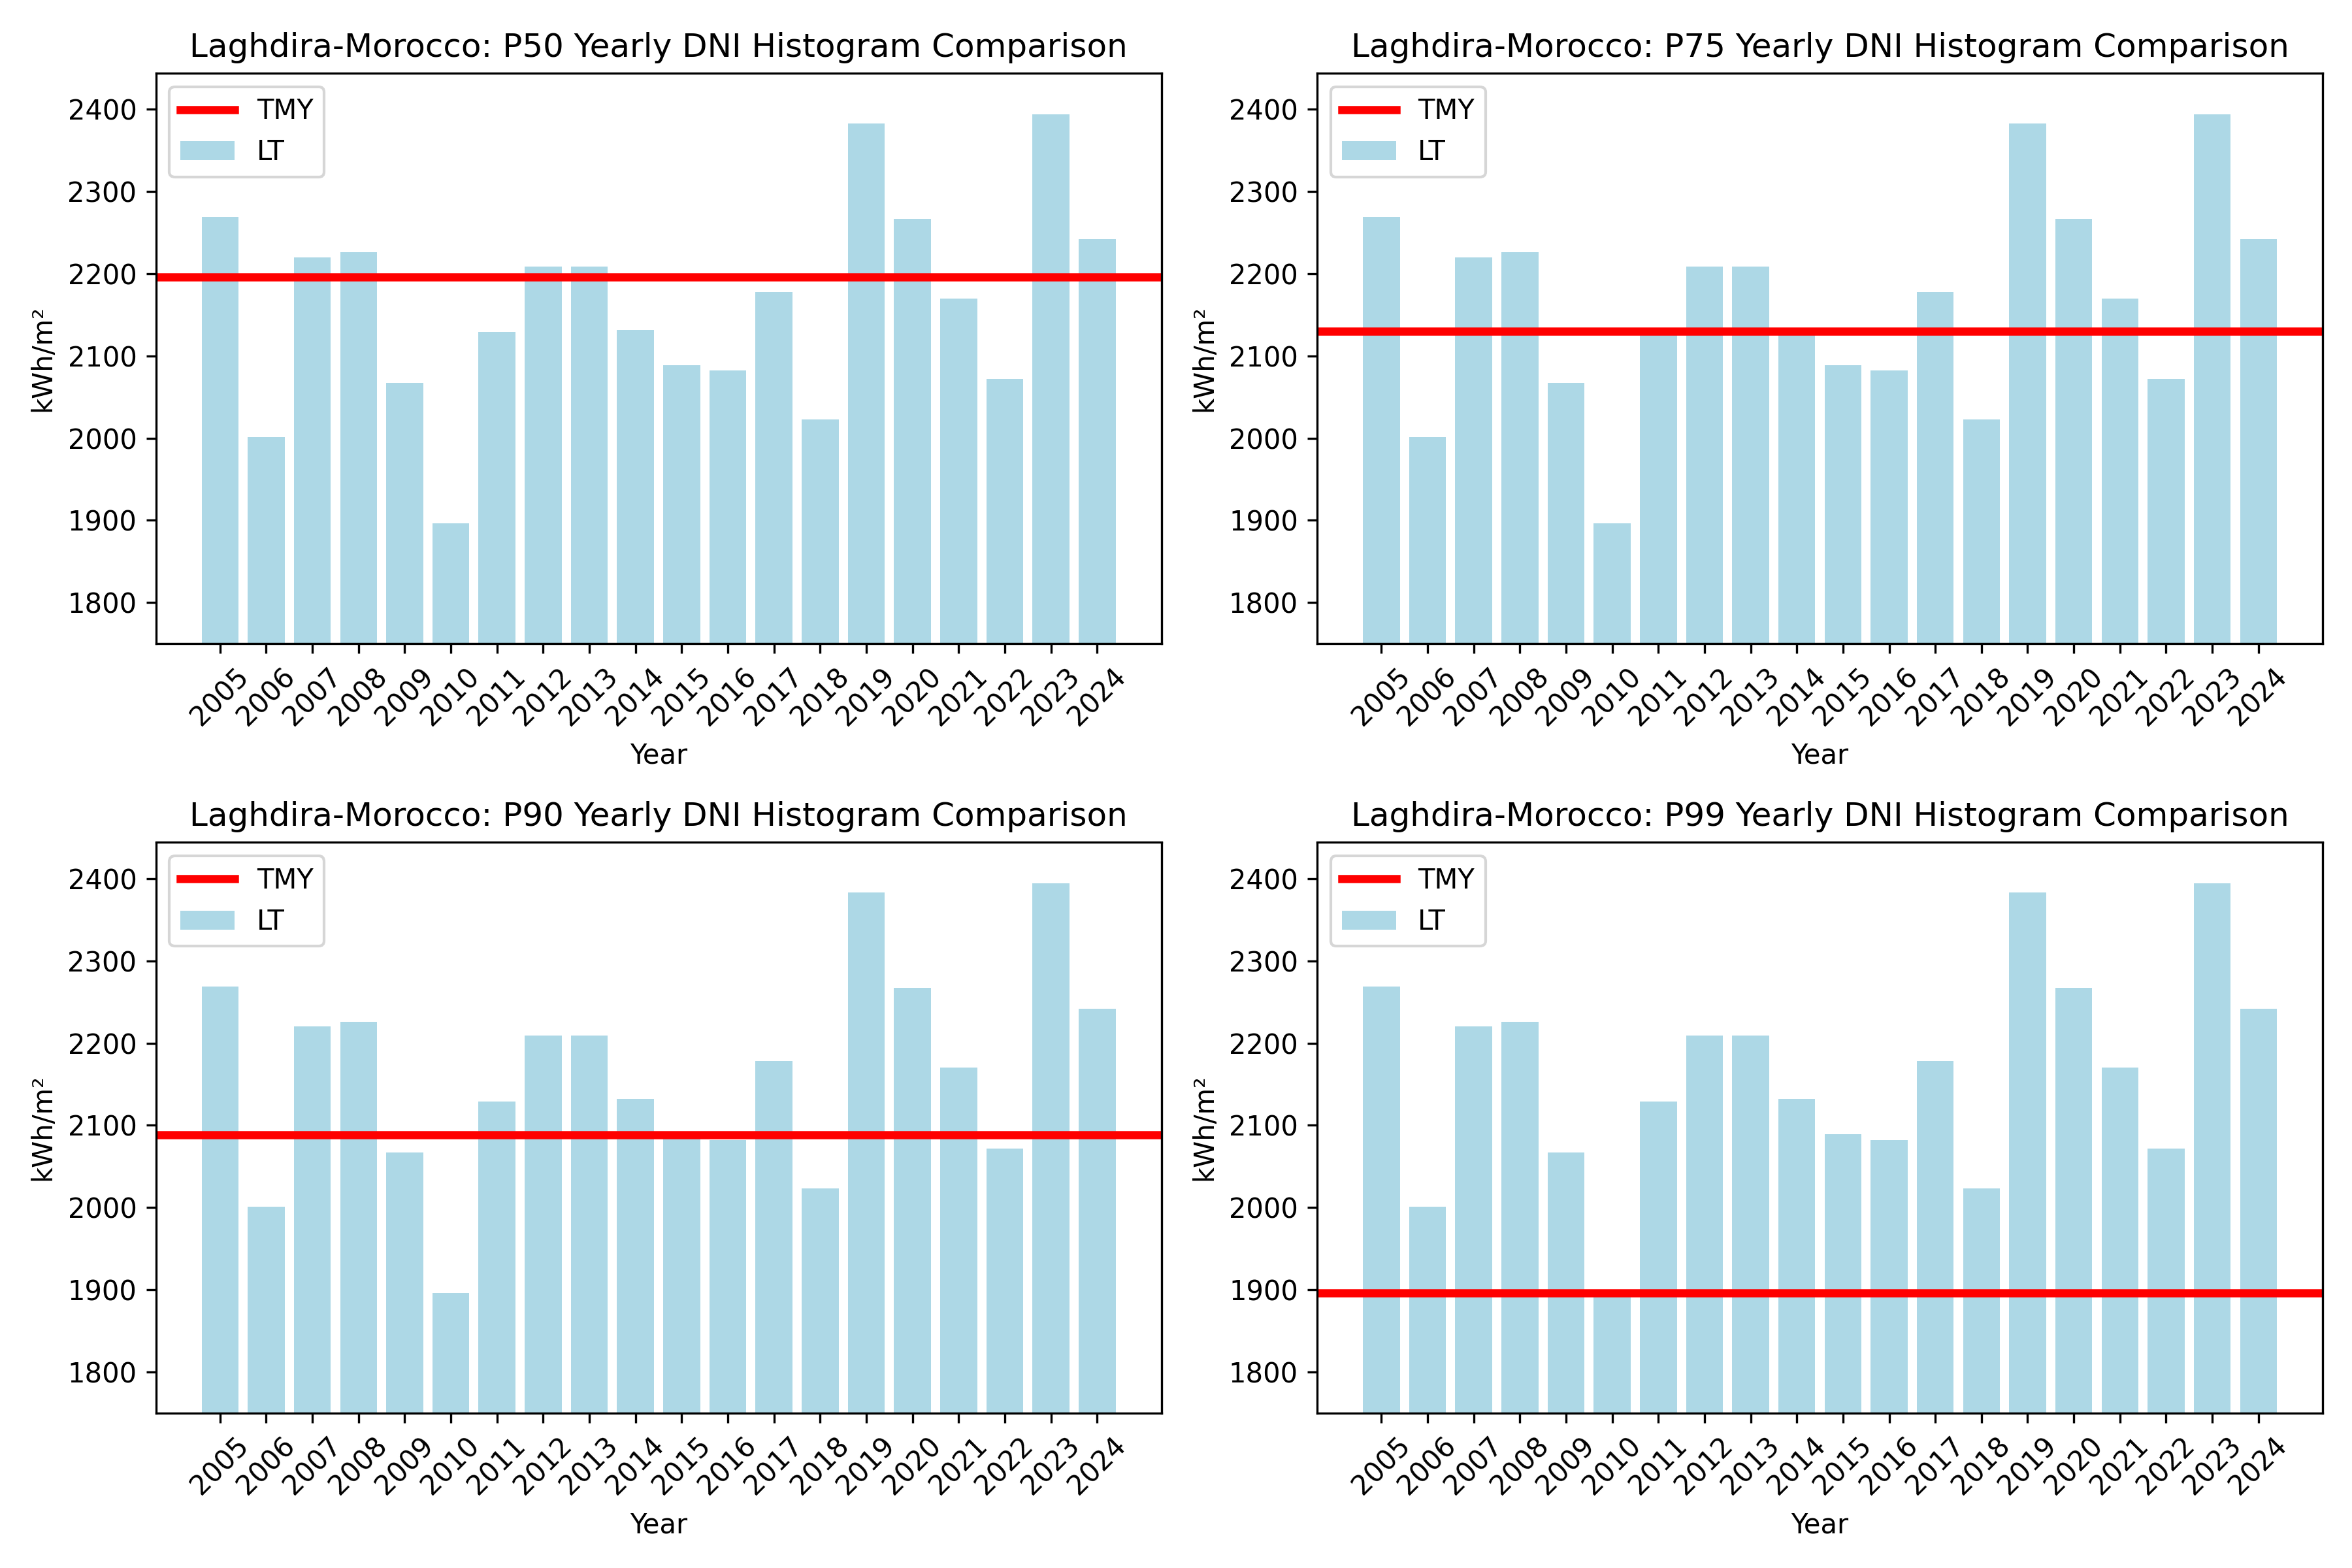 Laghdira-Morocco: P50 Yearly DNI Histogram Comparison
TMY
LT
2400
2300
2200
2100
2000
1900
1800
kWh/m²
2005 2006 2007 2008 2009 2010 2011 2012 2013 2014 2015 2016 2017 2018 2019 2020 2021 2022 2023 2024
Year
Laghdira-Morocco: P75 Yearly DNI Histogram Comparison
TMY
LT
2400
2300
2200
2100
2000
1900
1800
kWh/m²
2005 2006 2007 2008 2009 2010 2011 2012 2013 2014 2015 2016 2017 2018 2019 2020 2021 2022 2023 2024
Year
Laghdira-Morocco: P90 Yearly DNI Histogram Comparison
TMY
LT
2400
2300
2200
2100
2000
1900
1800
kWh/m²
2005 2006 2007 2008 2009 2010 2011 2012 2013 2014 2015 2016 2017 2018 2019 2020 2021 2022 2023 2024
Year
Laghdira-Morocco: P99 Yearly DNI Histogram Comparison
TMY
LT
2400
2300
2200
2100
2000
1900
1800
kWh/m²
2005 2006 2007 2008 2009 2010 2011 2012 2013 2014 2015 2016 2017 2018 2019 2020 2021 2022 2023 2024
Year